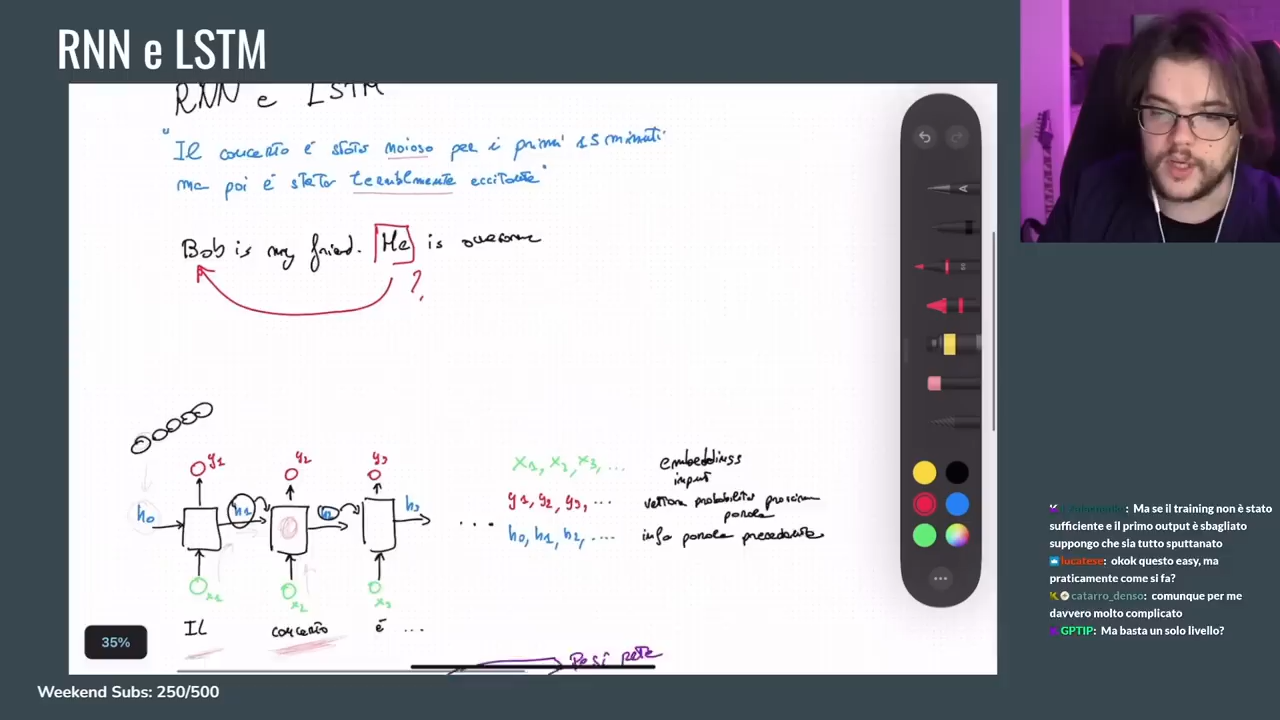 RNN e LSTM
RNN e LSTM
"Il concerto è stato noioso per i primi 15 minuti
ma poi è stato terribilmente eccitante"
Bob is my friend. He is awesome
?
y1 y2 y3
h0 h1 h2 h3 ...
x1 x2 x3
Il concerto è ...
x1, x2, x3, ... embeddings
input
y1, y2, y3, ... vettore probabilità prossima
parola
h0, h1, h2, .... info parola precedente
Pesi rete
35%
A
50
Ma se il training non è stato
sufficiente e il primo output è sbagliato
suppongo che sia tutto sputtanato
lucatese: okok questo easy, ma
praticamente come si fa?
catarro_denso: comunque per me
davvero molto complicato
GPTIP: Ma basta un solo livello?
Weekend Subs: 250/500